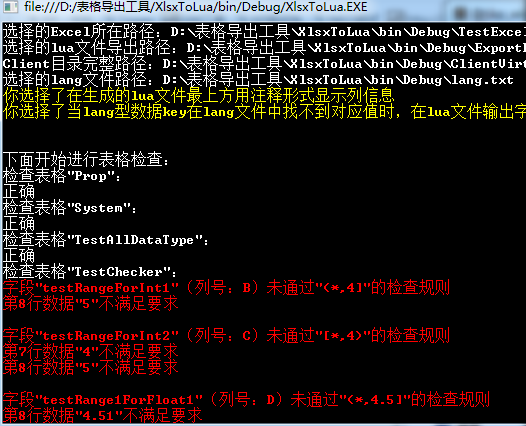 file:///D:/表格导出工具/XlsxToLua/bin/Debug/XlsxToLua.EXE
选择的Excel所在路径：D:\表格导出工具\XlsxToLua\bin\Debug\TestExcel
选择的lua文件导出路径：D:\表格导出工具\XlsxToLua\bin\Debug\Export
Client目录完整路径：D:\表格导出工具\XlsxToLua\bin\Debug\ClientVirt
选择的lang文件路径：D:\表格导出工具\XlsxToLua\bin\Debug\lang.txt
你选择了在生成的lua文件最上方用注释形式显示列信息
你选择了当lang型数据key在lang文件中找不到对应值时，在lua文件输出字
下面开始进行表格检查：
检查表格"Prop"：
正确
检查表格"System"：
正确
检查表格"TestAllDataType"：
正确
检查表格"TestChecker"：
字段"testRangeForInt1"（列号：B）未通过"(*,4]"的检查规则
第8行数据"5"不满足要求
字段"testRangeForInt2"（列号：C）未通过"[*,4)"的检查规则
第7行数据"4"不满足要求
第8行数据"5"不满足要求
字段"testRange1ForFloat1"（列号：D）未通过"(*,4.5]"的检查规则
第8行数据"4.51"不满足要求